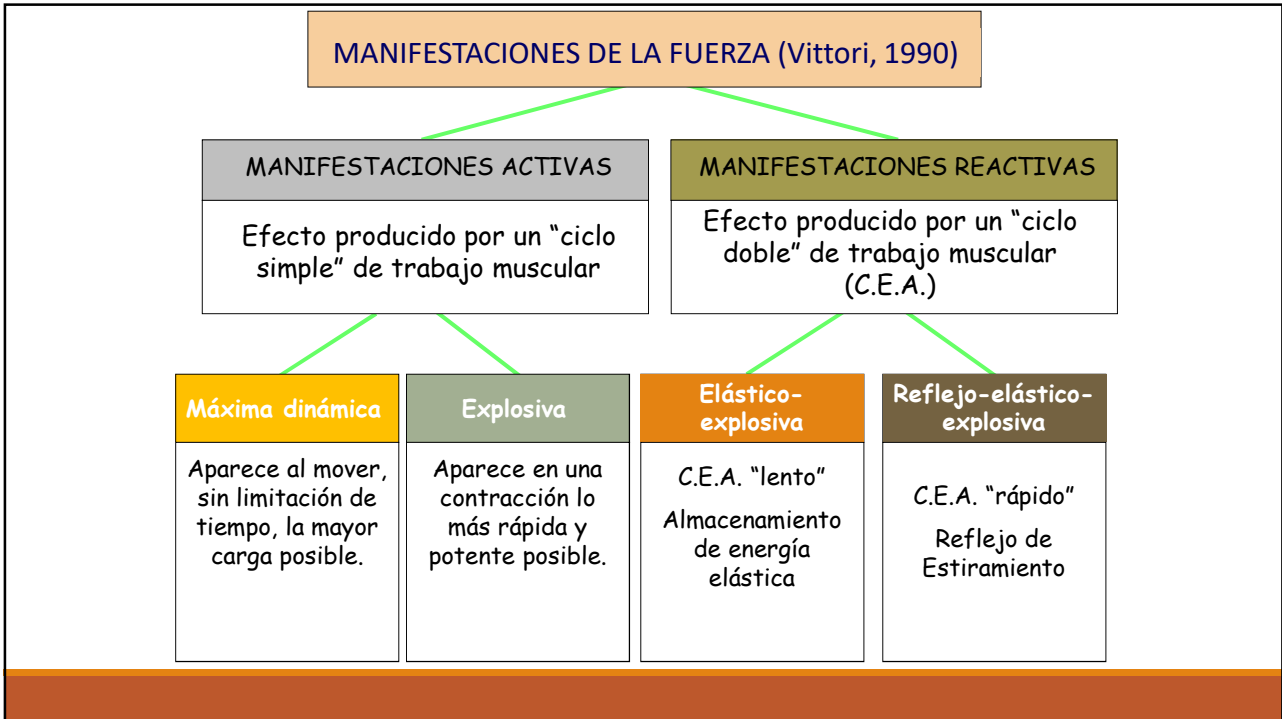 MANIFESTACIONES DE LA FUERZA (Vittori, 1990)
MANIFESTACIONES ACTIVAS
Efecto producido por un “ciclo
simple” de trabajo muscular
MANIFESTACIONES REACTIVAS
Efecto producido por un “ciclo
doble” de trabajo muscular
(C.E.A.)
Máxima dinámica
Aparece al mover,
sin limitación de
tiempo, la mayor
carga posible.
Explosiva
Aparece en una
contracción lo
más rápida y
potente posible.
Elástico-
explosiva
C.E.A. “lento”
Almacenamiento
de energía
elástica
Reflejo-elástico-
explosiva
C.E.A. “rápido”
Reflejo de
Estiramiento